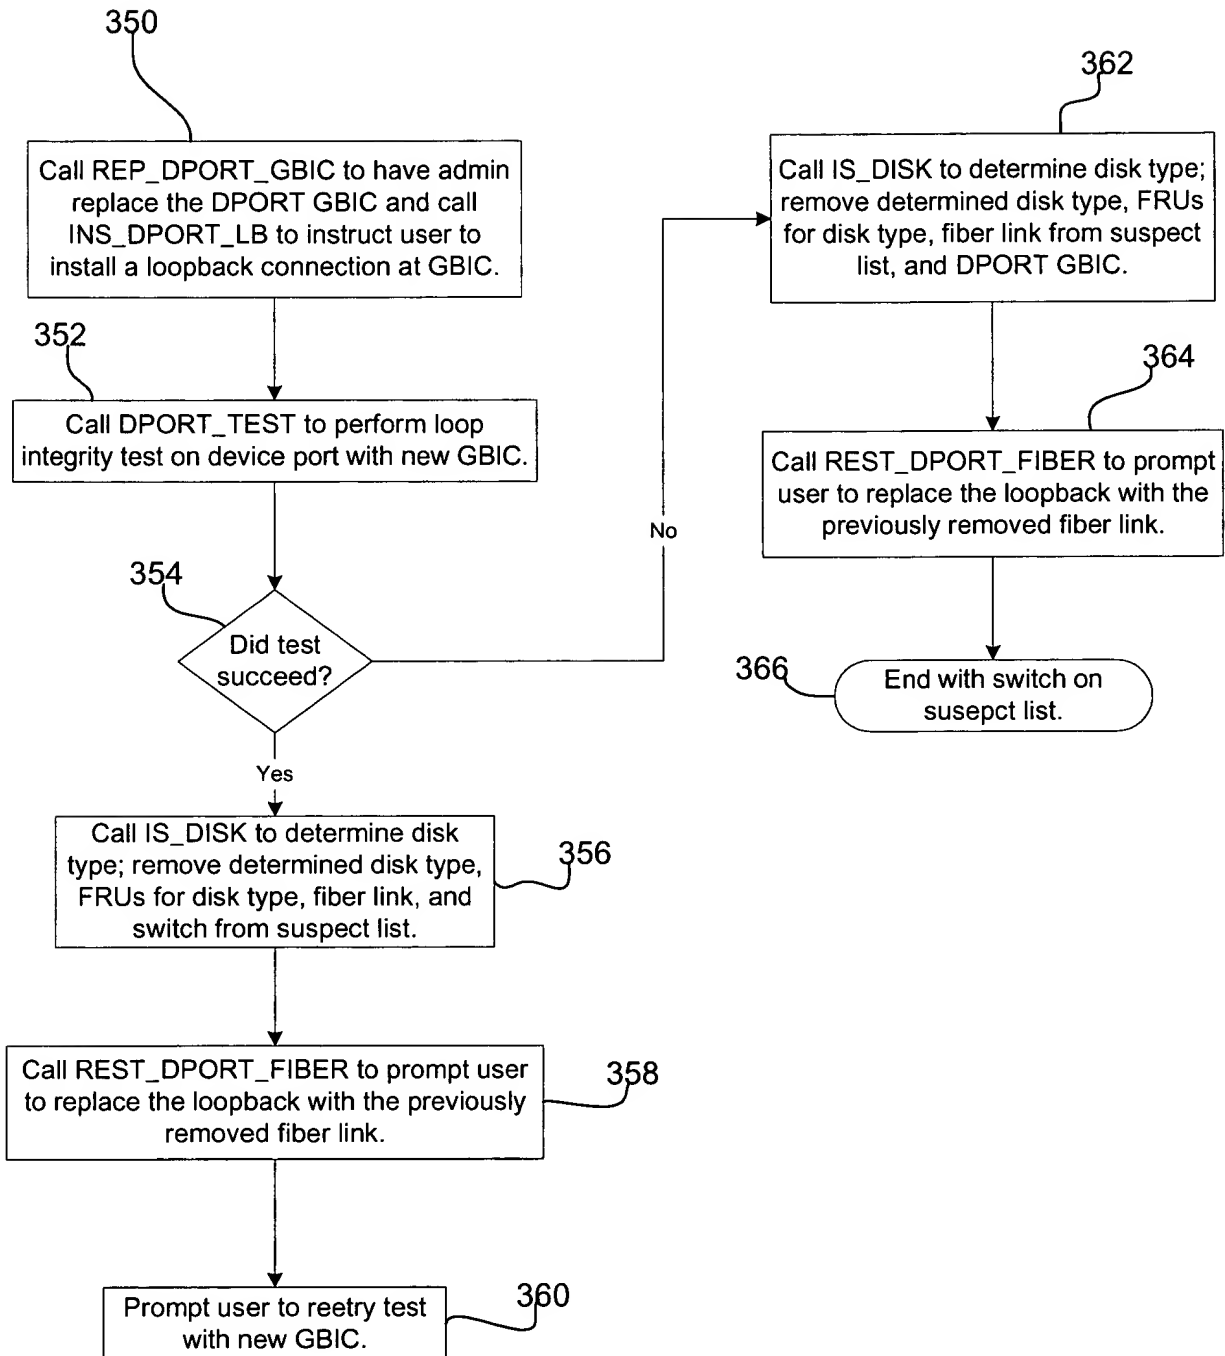 350
Call REP_DPORT_GBIC to have admin
replace the DPORT GBIC and call
INS_DPORT_LB to instruct user to
install a loopback connection at GBIC.
352
Call DPORT_TEST to perform loop
integrity test on device port with new GBIC.
354
Did test
succeed?
No
Yes
Call IS_DISK to determine disk
type; remove determined disk type,
FRUs for disk type, fiber link, and
switch from suspect list.
356
Call REST_DPORT_FIBER to prompt user
to replace the loopback with the previously
removed fiber link.
358
Prompt user to reetry test
with new GBIC.
360
362
Call IS_DISK to determine disk type;
remove determined disk type, FRUs
for disk type, fiber link from suspect
list, and DPORT GBIC.
364
Call REST_DPORT_FIBER to prompt
user to replace the loopback with the
previously removed fiber link.
366
End with switch on
susepct list.